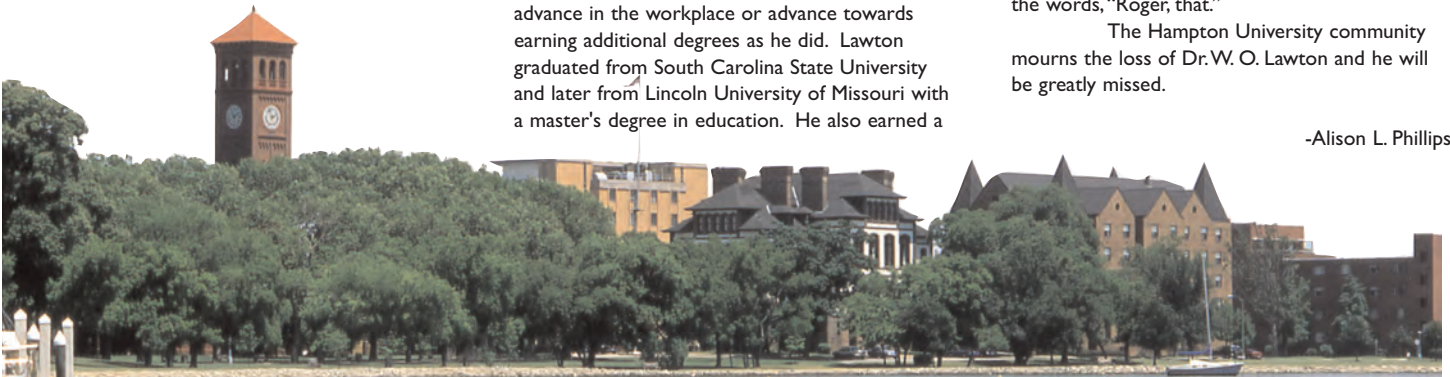 advance in the workplace or advance towards
earning additional degrees as he did. Lawton
graduated from South Carolina State University
and later from Lincoln University of Missouri with
a master's degree in education. He also earned a
the words, “Roger, that.”
The Hampton University community
mourns the loss of Dr. W. O. Lawton and he will
be greatly missed.
-Alison L. Phillips